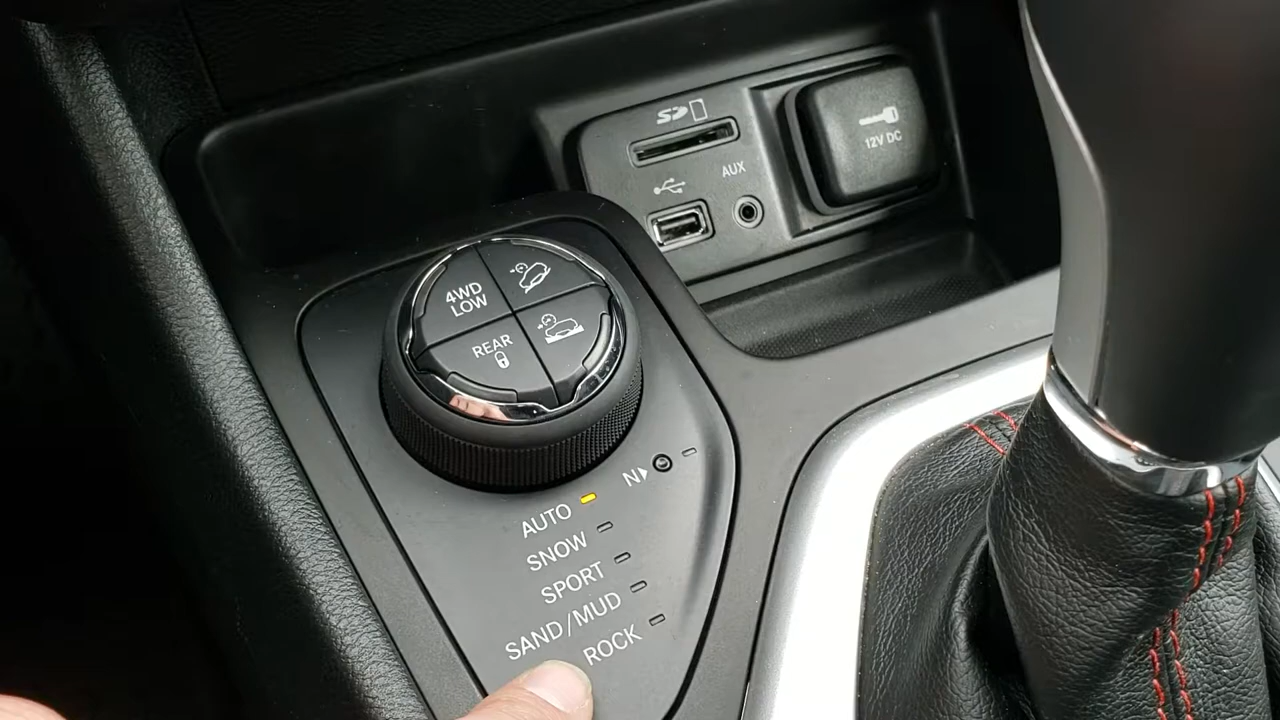 SD
AUX
12V DC
4WD
LOW
REAR
N
AUTO
SNOW
SPORT
SAND/MUD
ROCK